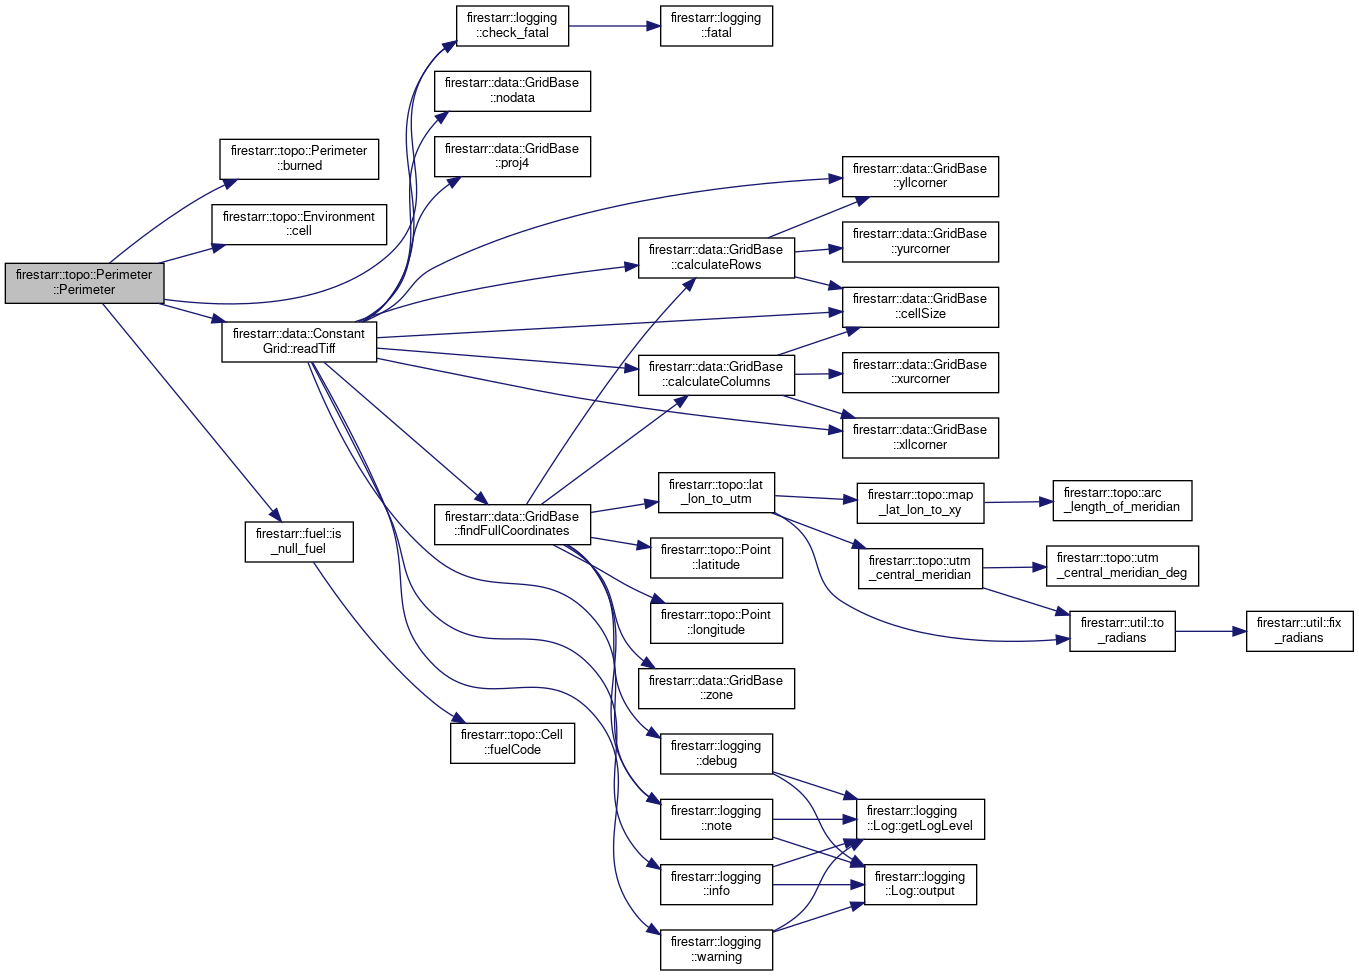 firestarr::topo::Perimeter
::Perimeter
firestarr::topo::Perimeter
::burned
firestarr::topo::Environment
::cell
firestarr::data::Constant
Grid::readTiff
firestarr::fuel::is
_null_fuel
firestarr::logging
::check_fatal
firestarr::data::GridBase
::nodata
firestarr::data::GridBase
::proj4
firestarr::data::GridBase
::findFullCoordinates
firestarr::topo::Cell
::fuelCode
firestarr::logging
::fatal
firestarr::data::GridBase
::calculateRows
firestarr::data::GridBase
::calculateColumns
firestarr::topo::lat
_lon_to_utm
firestarr::topo::Point
::latitude
firestarr::topo::Point
::longitude
firestarr::data::GridBase
::zone
firestarr::logging
::debug
firestarr::logging
::note
firestarr::logging
::info
firestarr::logging
::warning
firestarr::data::GridBase
::yllcorner
firestarr::data::GridBase
::yurcorner
firestarr::data::GridBase
::cellSize
firestarr::data::GridBase
::xurcorner
firestarr::data::GridBase
::xllcorner
firestarr::topo::map
_lat_lon_to_xy
firestarr::topo::utm
_central_meridian
firestarr::logging
::Log::getLogLevel
firestarr::logging
::Log::output
firestarr::topo::arc
_length_of_meridian
firestarr::topo::utm
_central_meridian_deg
firestarr::util::to
_radians
firestarr::util::fix
_radians